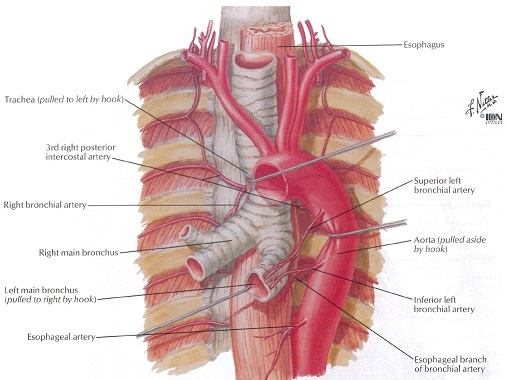 Esophagus
Trachea (pulled to left by hook)
3rd right posterior
intercostal artery
Right bronchial artery
Right main bronchus
Left main bronchus
(pulled to right by hook)
Esophageal artery
Superior left
bronchial artery
Aorta (pulled aside
by hook)
Inferior left
bronchial artery
Esophageal branch
of bronchial artery